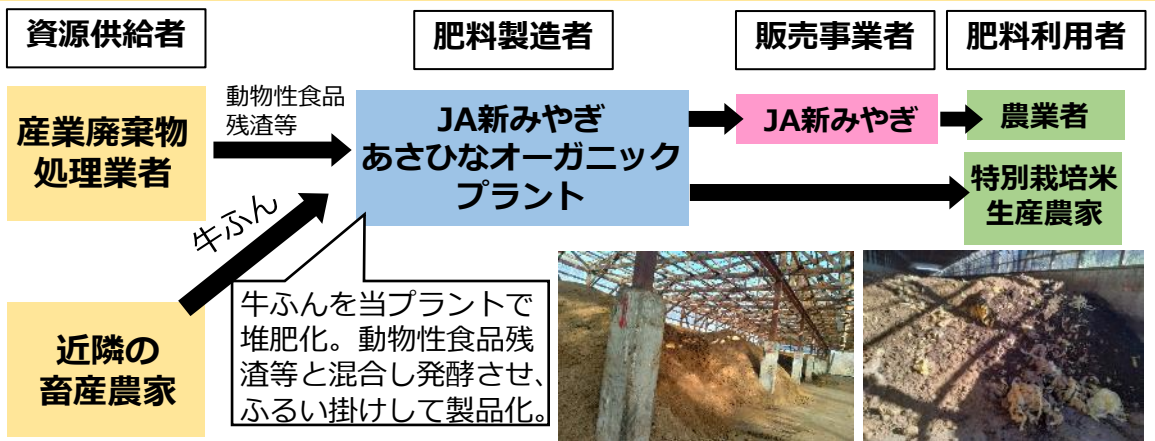 資源供給者
肥料製造者
販売事業者
肥料利用者
産業廃棄物
処理業者
動物性食品
残渣等
JA新みやぎ
あさひなオーガニック
プラント
JA新みやぎ
農業者
特別栽培米
生産農家
牛ふん
近隣の
畜産農家
牛ふんを当プラントで
堆肥化。動物性食品残
渣等と混合し発酵させ、
ふるい掛けして製品化。